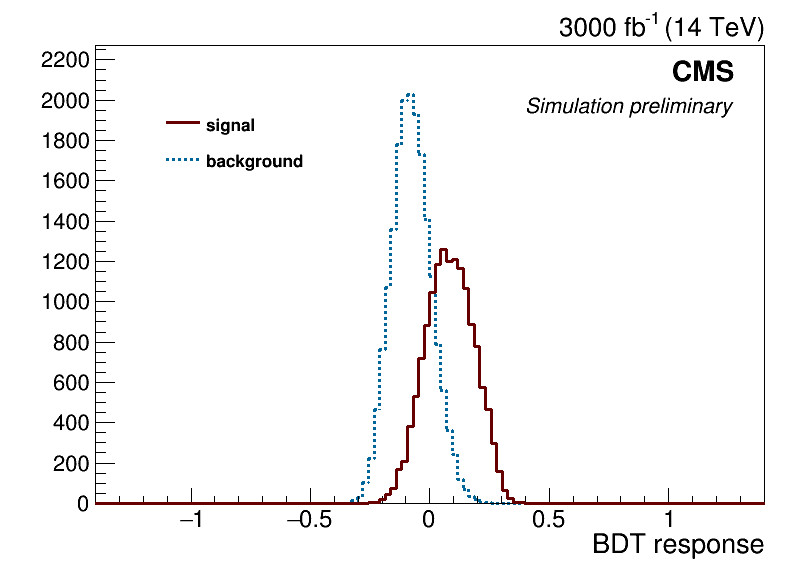 3000 fb-1 (14 TeV)
CMS
Simulation preliminary
signal
background
2200
2000
1800
1600
1400
1200
1000
800
600
400
200
0
−1 −0.5 0 0.5 1
BDT response